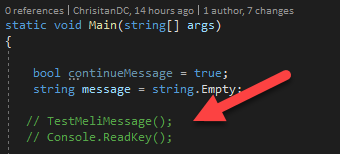 0 references | ChrisitanDC, 14 hours ago | 1 author, 7 changes
static void Main(string[] args)
{
bool continueMessage = true;
string message = string.Empty;
// TestMeliMessage();
// Console.ReadKey();